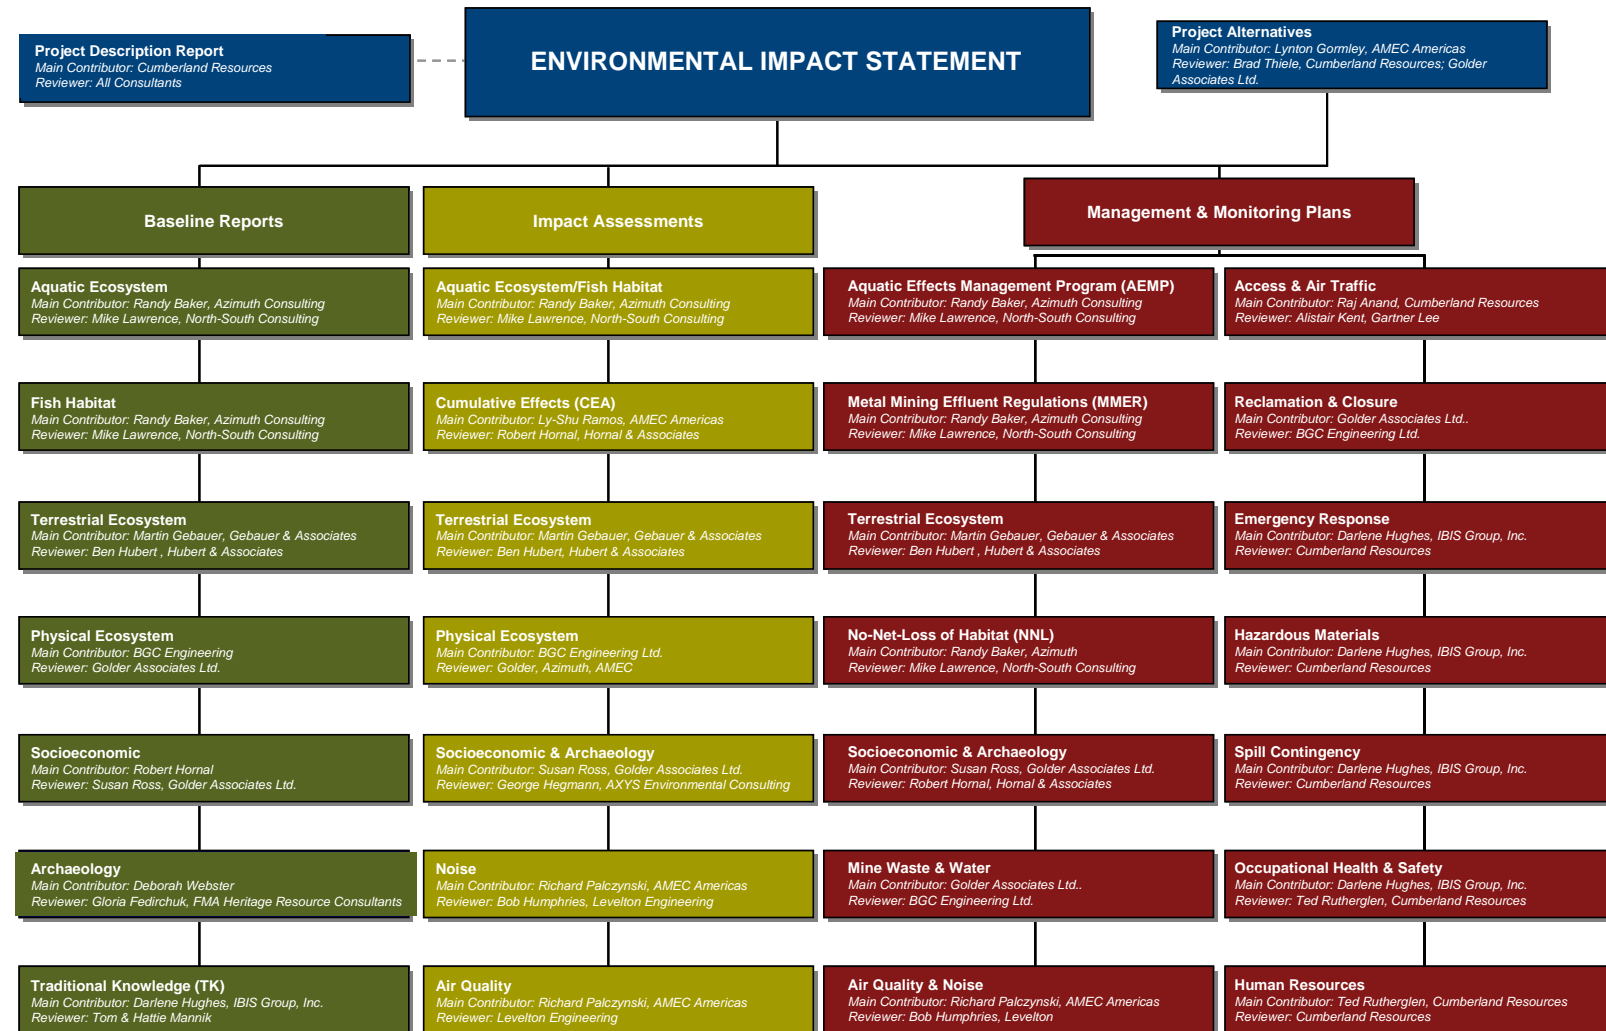 Project Description Report
Main Contributor: Cumberland Resources
Reviewer: All Consultants
ENVIRONMENTAL IMPACT STATEMENT
Project Alternatives
Main Contributor: Lynton Gormley, AMEC Americas
Reviewer: Brad Thiele, Cumberland Resources; Golder
Associates Ltd.
Baseline Reports
Impact Assessments
Management & Monitoring Plans
Aquatic Ecosystem
Main Contributor: Randy Baker, Azimuth Consulting
Reviewer: Mike Lawrence, North-South Consulting
Fish Habitat
Main Contributor: Randy Baker, Azimuth Consulting
Reviewer: Mike Lawrence, North-South Consulting
Terrestrial Ecosystem
Main Contributor: Martin Gebauer, Gebauer & Associates
Reviewer: Ben Hubert , Hubert & Associates
Physical Ecosystem
Main Contributor: BGC Engineering
Reviewer: Golder Associates Ltd.
Socioeconomic
Main Contributor: Robert Hornal
Reviewer: Susan Ross, Golder Associates Ltd.
Archaeology
Main Contributor: Deborah Webster
Reviewer: Gloria Fedirchuk, FMA Heritage Resource Consultants
Traditional Knowledge (TK)
Main Contributor: Darlene Hughes, IBIS Group, Inc.
Reviewer: Tom & Hattie Mannik
Aquatic Ecosystem/Fish Habitat
Main Contributor: Randy Baker, Azimuth Consulting
Reviewer: Mike Lawrence, North-South Consulting
Cumulative Effects (CEA)
Main Contributor: Ly-Shu Ramos, AMEC Americas
Reviewer: Robert Hornal, Hornal & Associates
Terrestrial Ecosystem
Main Contributor: Martin Gebauer, Gebauer & Associates
Reviewer: Ben Hubert, Hubert & Associates
Physical Ecosystem
Main Contributor: BGC Engineering Ltd.
Reviewer: Golder, Azimuth, AMEC
Socioeconomic & Archaeology
Main Contributor: Susan Ross, Golder Associates Ltd.
Reviewer: George Hegmann, AXYS Environmental Consulting
Noise
Main Contributor: Richard Palczynski, AMEC Americas
Reviewer: Bob Humphries, Levelton Engineering
Air Quality
Main Contributor: Richard Palczynski, AMEC Americas
Reviewer: Levelton Engineering
Aquatic Effects Management Program (AEMP)
Main Contributor: Randy Baker, Azimuth Consulting
Reviewer: Mike Lawrence, North-South Consulting
Metal Mining Effluent Regulations (MMER)
Main Contributor: Randy Baker, Azimuth Consulting
Reviewer: Mike Lawrence, North-South Consulting
Terrestrial Ecosystem
Main Contributor: Martin Gebauer, Gebauer & Associates
Reviewer: Ben Hubert , Hubert & Associates
No-Net-Loss of Habitat (NNL)
Main Contributor: Randy Baker, Azimuth
Reviewer: Mike Lawrence, North-South Consulting
Socioeconomic & Archaeology
Main Contributor: Susan Ross, Golder Associates Ltd.
Reviewer: Robert Hornal, Hornal & Associates
Mine Waste & Water
Main Contributor: Golder Associates Ltd..
Reviewer: BGC Engineering Ltd.
Air Quality & Noise
Main Contributor: Richard Palczynski, AMEC Americas
Reviewer: Bob Humphries, Levelton
Access & Air Traffic
Main Contributor: Raj Anand, Cumberland Resources
Reviewer: Alistair Kent, Gartner Lee
Reclamation & Closure
Main Contributor: Golder Associates Ltd..
Reviewer: BGC Engineering Ltd.
Emergency Response
Main Contributor: Darlene Hughes, IBIS Group, Inc.
Reviewer: Cumberland Resources
Hazardous Materials
Main Contributor: Darlene Hughes, IBIS Group, Inc.
Reviewer: Cumberland Resources
Spill Contingency
Main Contributor: Darlene Hughes, IBIS Group, Inc.
Reviewer: Cumberland Resources
Occupational Health & Safety
Main Contributor: Darlene Hughes, IBIS Group, Inc.
Reviewer: Ted Rutherglen, Cumberland Resources
Human Resources
Main Contributor: Ted Rutherglen, Cumberland Resources
Reviewer: Cumberland Resources